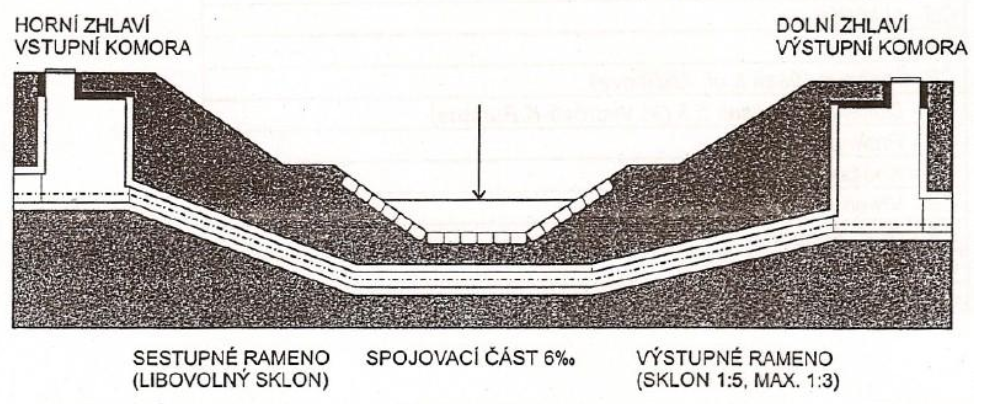 HORNÍ ZHLAVÍ
VSTUPNÍ KOMORA
DOLNÍ ZHLAVÍ
VÝSTUPNÍ KOMORA
SESTUPNÉ RAMENO
(LIBOVOLNÝ SKLON)
SPOJOVACÍ ČÁST 6‰
VÝSTUPNÉ RAMENO
(SKLON 1:5, MAX. 1:3)